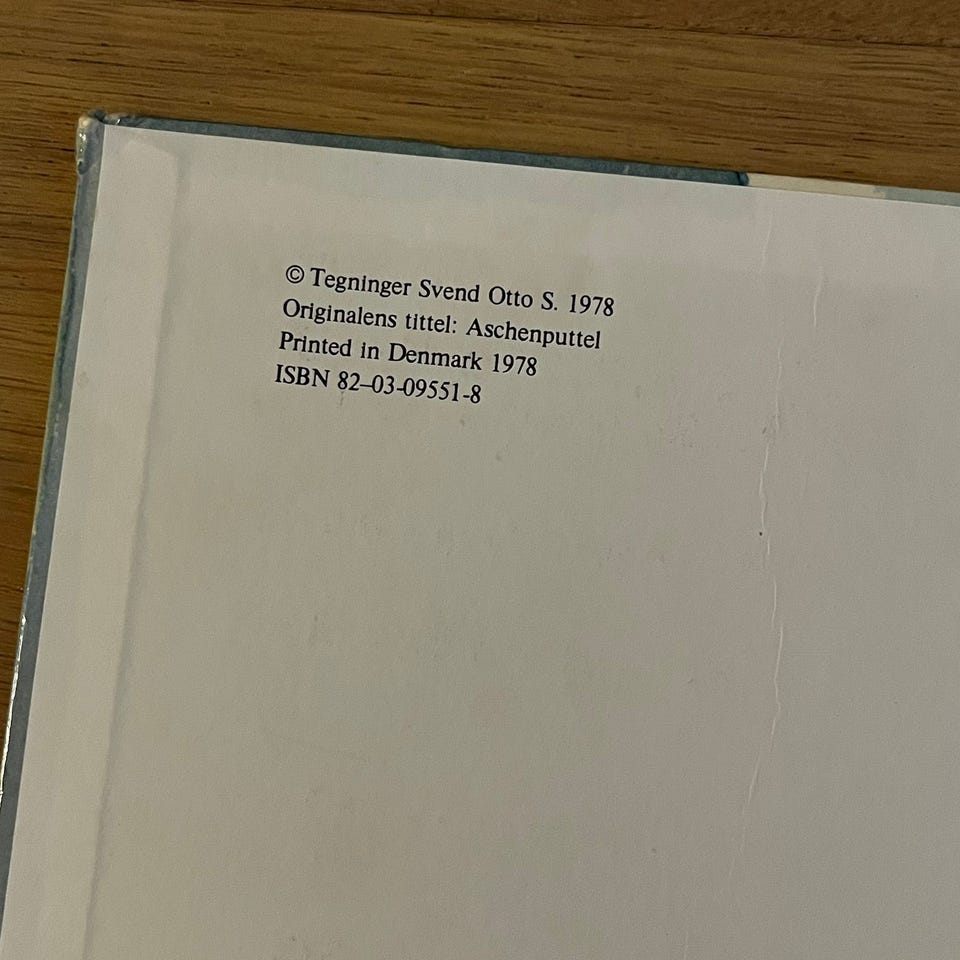 © Tegninger Svend Otto S. 1978
Originalens tittel: Aschenputtel
Printed in Denmark 1978
ISBN 82–03-09551-8